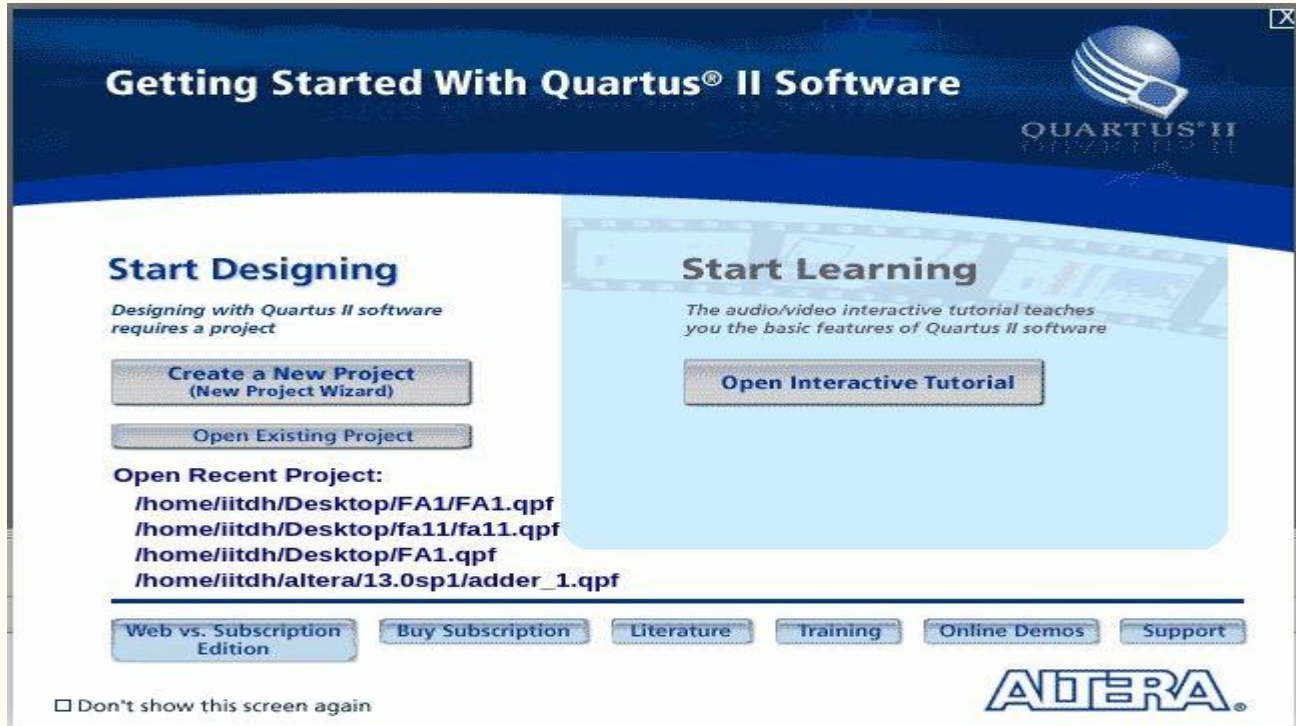 X
Getting Started With Quartus® II Software
QUARTUS® II
Start Designing
Designing with Quartus II software
requires a project
Create a New Project
(New Project Wizard)
Open Existing Project
Open Recent Project:
/home/iitdh/Desktop/FA1/FA1.qpf
/home/iitdh/Desktop/fa11/fa11.qpf
/home/iitdh/Desktop/FA1.qpf
/home/iitdh/altera/13.0sp1/adder_1.qpf
Start Learning
The audio/video interactive tutorial teaches
you the basic features of Quartus II software
Open Interactive Tutorial
Web vs. Subscription
Edition
Buy Subscription
Literature
Training
Online Demos
Support
Don't show this screen again
ALTERA®